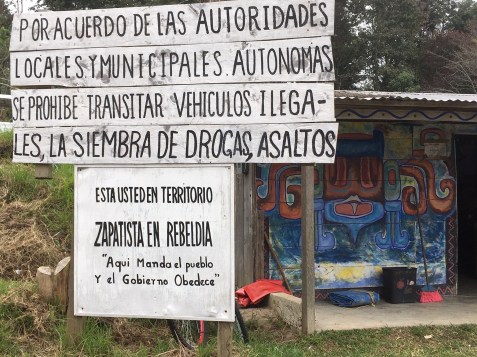 POR ACUERDO DE LAS AUTORIDADES
LOCALES Y MUNICIPALES. AUTONOMAS
SE PROHIBE TRANSITAR VEHICULOS ILEGA-
LES, LA SIEMBRA DE DROGAS, ASALTOS
ESTA USTED EN TERRITORIO
ZAPATISTA EN REBELDIA
"Aqui Manda el pueblo
Y el Gobierno Obedece"